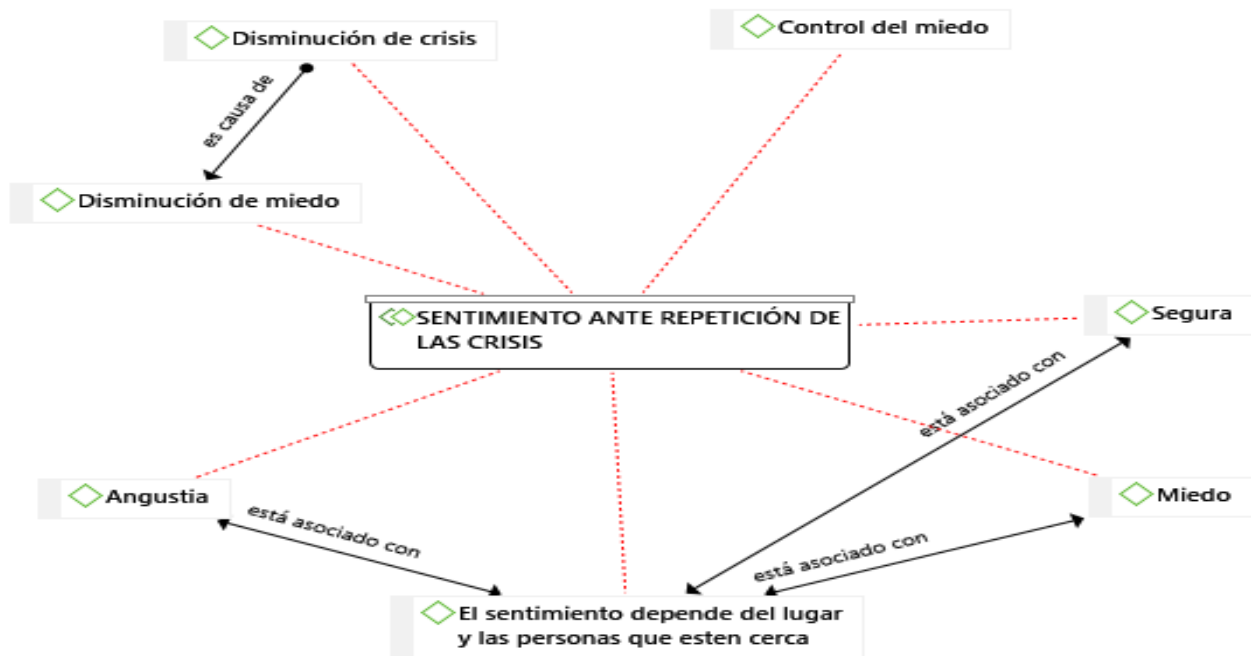 Disminución de crisis
Control del miedo
es causa de
Disminución de miedo
SENTIMIENTO ANTE REPETICIÓN DE
LAS CRISIS
Segura
está asociado con
Angustia
Miedo
está asociado con
está asociado con
El sentimiento depende del lugar
y las personas que esten cerca